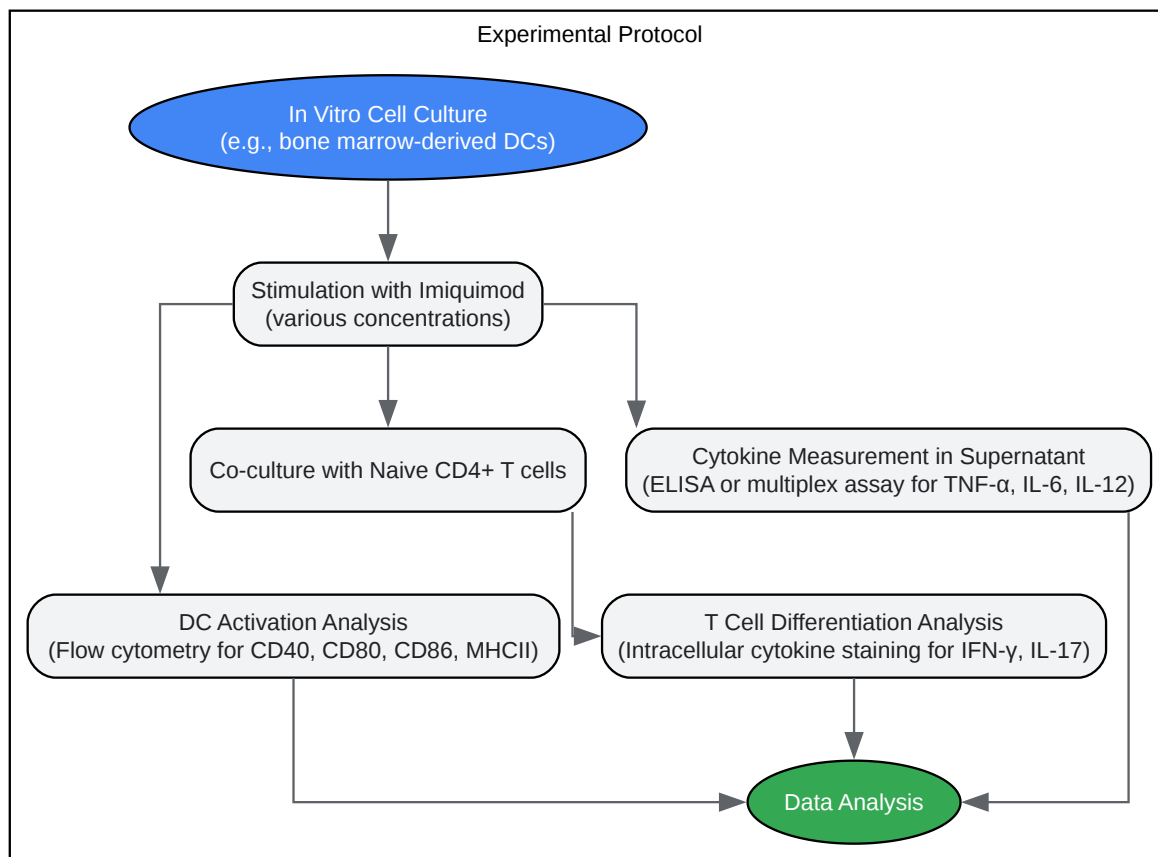 Experimental Protocol
In Vitro Cell Culture
(e.g., bone marrow-derived DCs)
Stimulation with Imiquimod
(various concentrations)
Co-culture with Naive CD4+ T cells
Cytokine Measurement in Supernatant
(ELISA or multiplex assay for TNF-α, IL-6, IL-12)
DC Activation Analysis
(Flow cytometry for CD40, CD80, CD86, MHCII)
T Cell Differentiation Analysis
(Intracellular cytokine staining for IFN-γ, IL-17)
Data Analysis